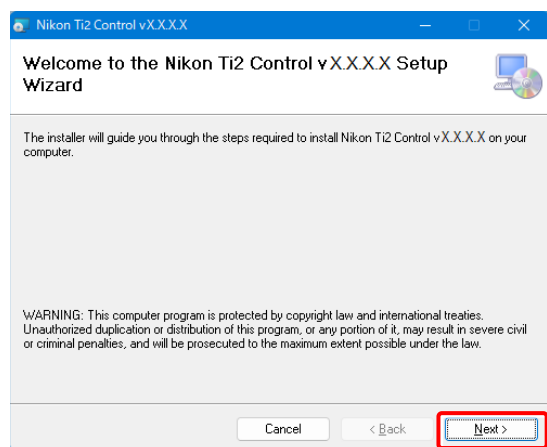 Nikon Ti2 Control vX.X.X.X
Welcome to the Nikon Ti2 Control vX.X.X.X Setup
Wizard
The installer will guide you through the steps required to install Nikon Ti2 Control vX.X.X.X on your
computer.
WARNING: This computer program is protected by copyright law and international treaties.
Unauthorized duplication or distribution of this program, or any portion of it, may result in severe civil
or criminal penalties, and will be prosecuted to the maximum extent possible under the law.
Cancel < Back Next >